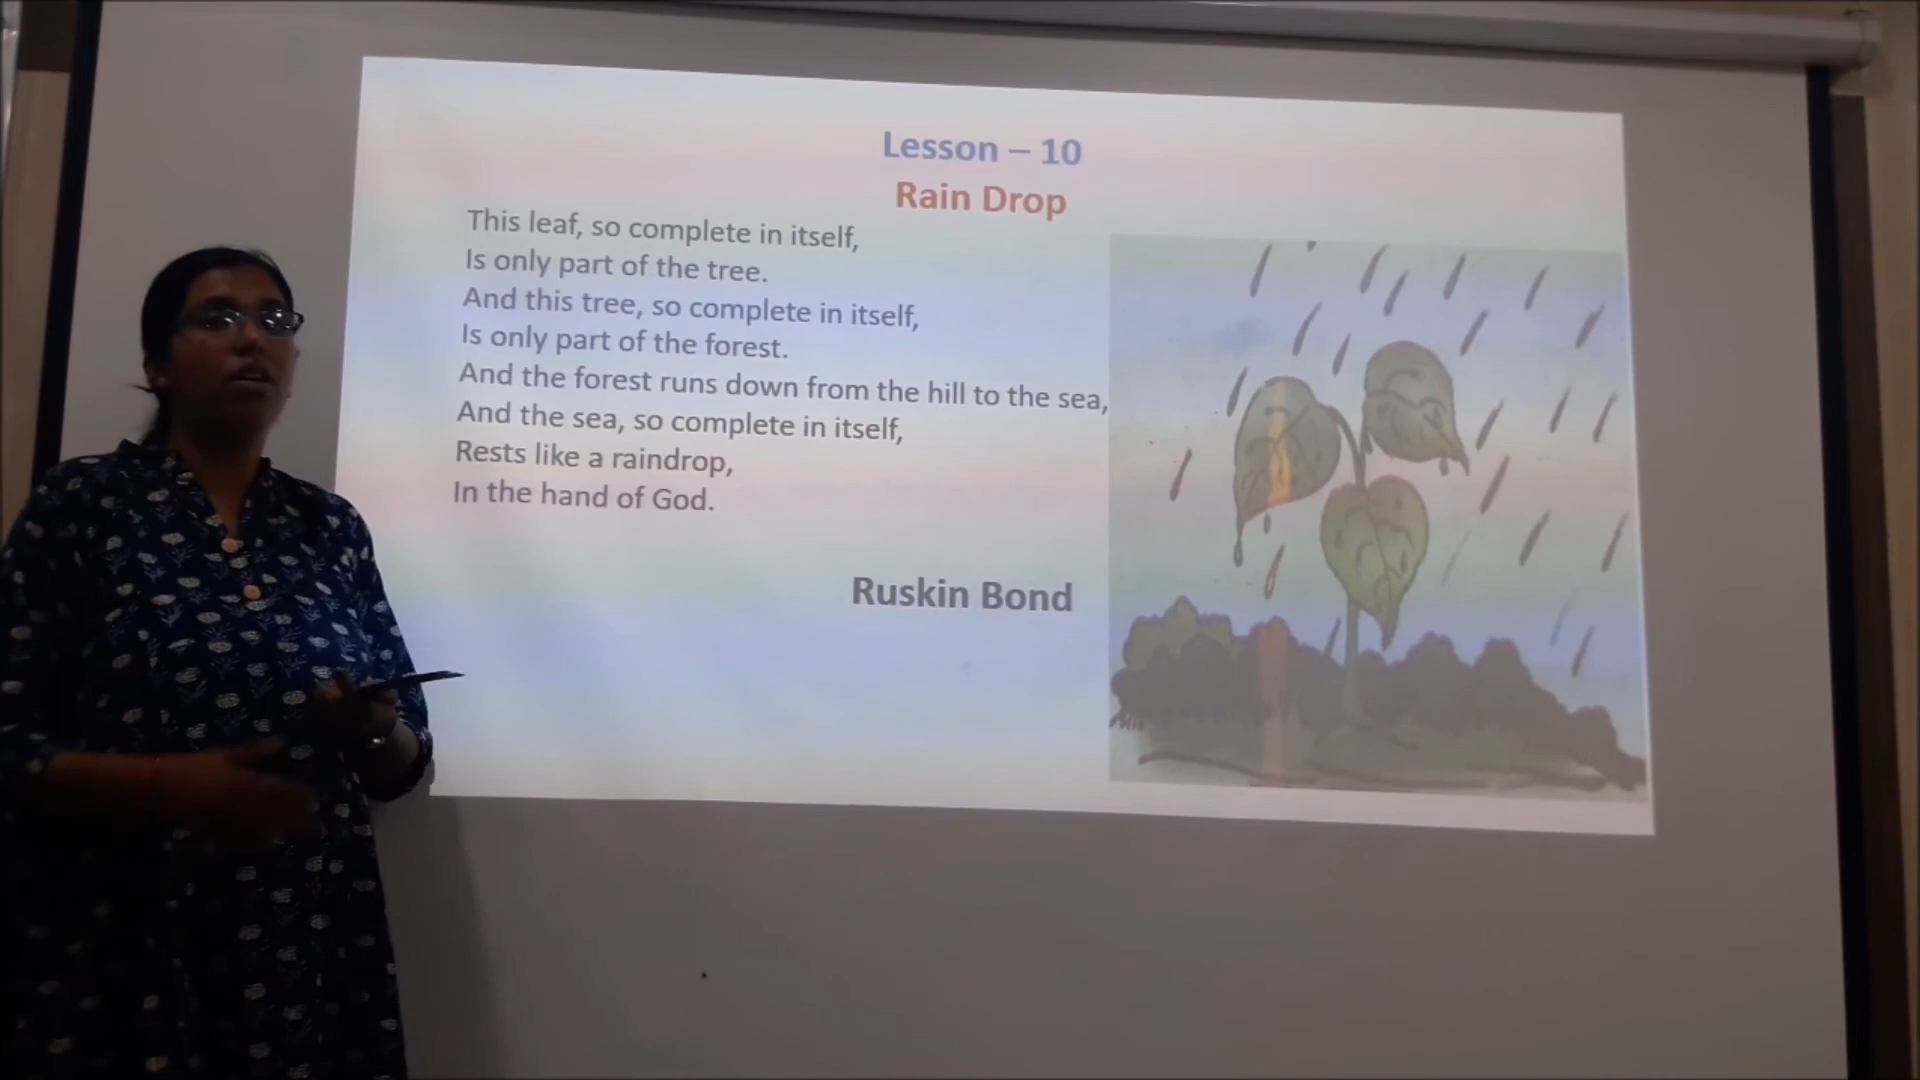 Lesson – 10
Rain Drop
This leaf, so complete in itself,
Is only part of the tree.
And this tree, so complete in itself,
Is only part of the forest.
And the forest runs down from the hill to the sea,
And the sea, so complete in itself,
Rests like a raindrop,
In the hand of God.
Ruskin Bond